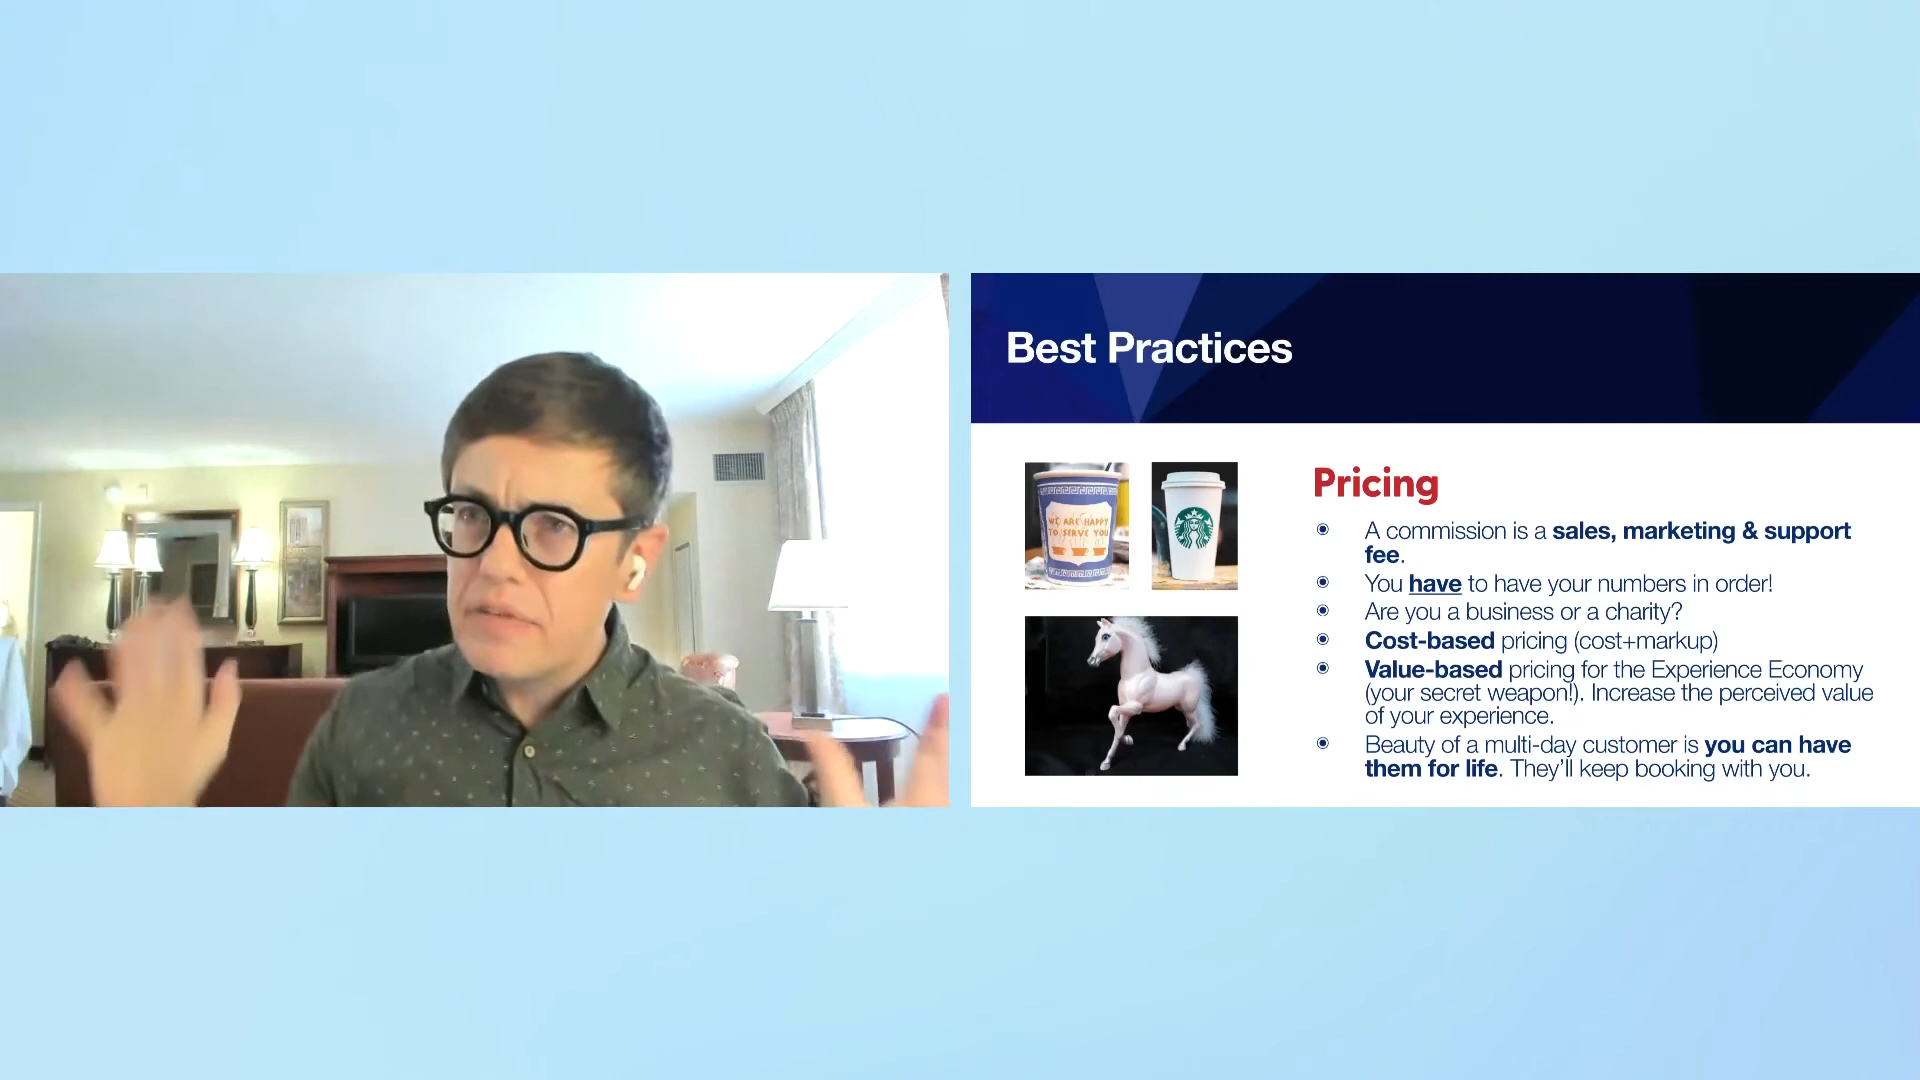 Best Practices
WE ARE HAPPY
TO SERVE YOU
Pricing
A commission is a sales, marketing & support
fee.
You have to have your numbers in order!
Are you a business or a charity?
Cost-based pricing (cost+markup)
Value-based pricing for the Experience Economy
(your secret weapon!). Increase the perceived value
of your experience.
Beauty of a multi-day customer is you can have
them for life. They'll keep booking with you.